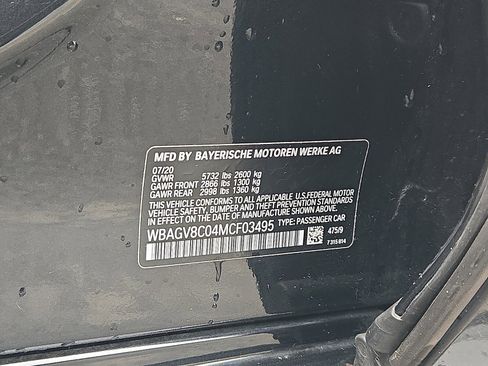 MFD BY BAYERISCHE MOTOREN WERKE AG
07/20
GVWR 5732 lbs 2600 kg
GAWR FRONT 2866 lbs 1300 kg
GAWR REAR 2998 lbs 1360 kg
THIS VEHICLE CONFORMS TO ALL APPLICABLE U.S.FEDERAL MOTOR
VEHICLE SAFETY, BUMPER, AND THEFT PREVENTION STANDARDS
IN EFFECT ON THE DATE OF MANUFACTURE SHOWN ABOVE.
WBAGV8C04MCF03495 TYPE: PASSENGER CAR
475/9
7 315 814